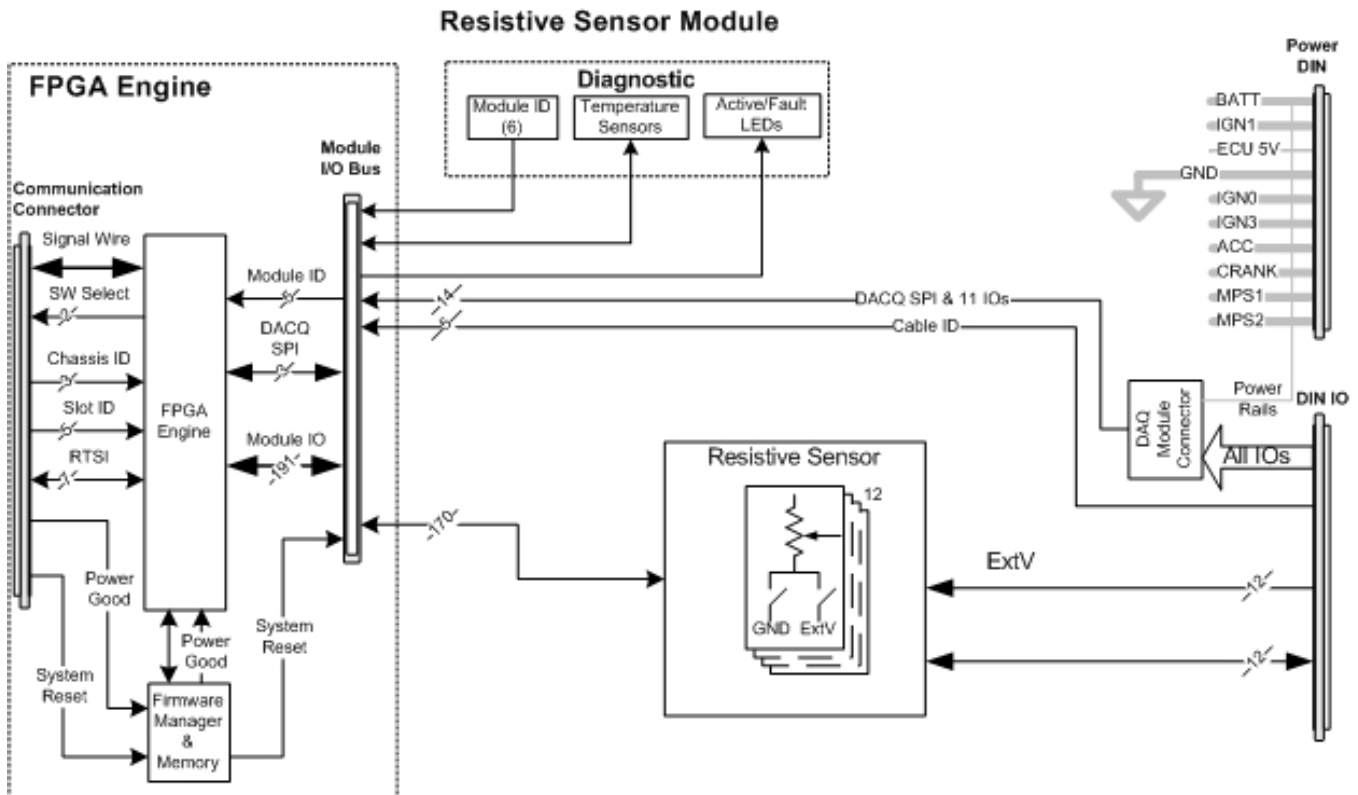 Resistive Sensor Module
FPGA Engine
Diagnostic
Module ID
(6)
Temperature
Sensors
Active/Fault
LEDs
Power
DIN
BATT
IGN1
ECU 5V
GND
IGN0
IGN3
ACC
CRANK
MPS1
MPS2
Module
I/O Bus
Communication
Connector
Signal Wire
SW Select
Chassis ID
Slot ID
RTSI
FPGA
Engine
Module ID
DACQ
SPI
Module IO
-191-
-14-
DACQ SPI & 11 IOs
Cable ID
DAQ
Module
Connector
Power
Rails
DIN IO
All IOs
Resistive Sensor
12
GND
ExtV
-170-
ExtV
-12-
-12-
Power
Good
System
Reset
Power
Good
System
Reset
Firmware
Manager
&
Memory